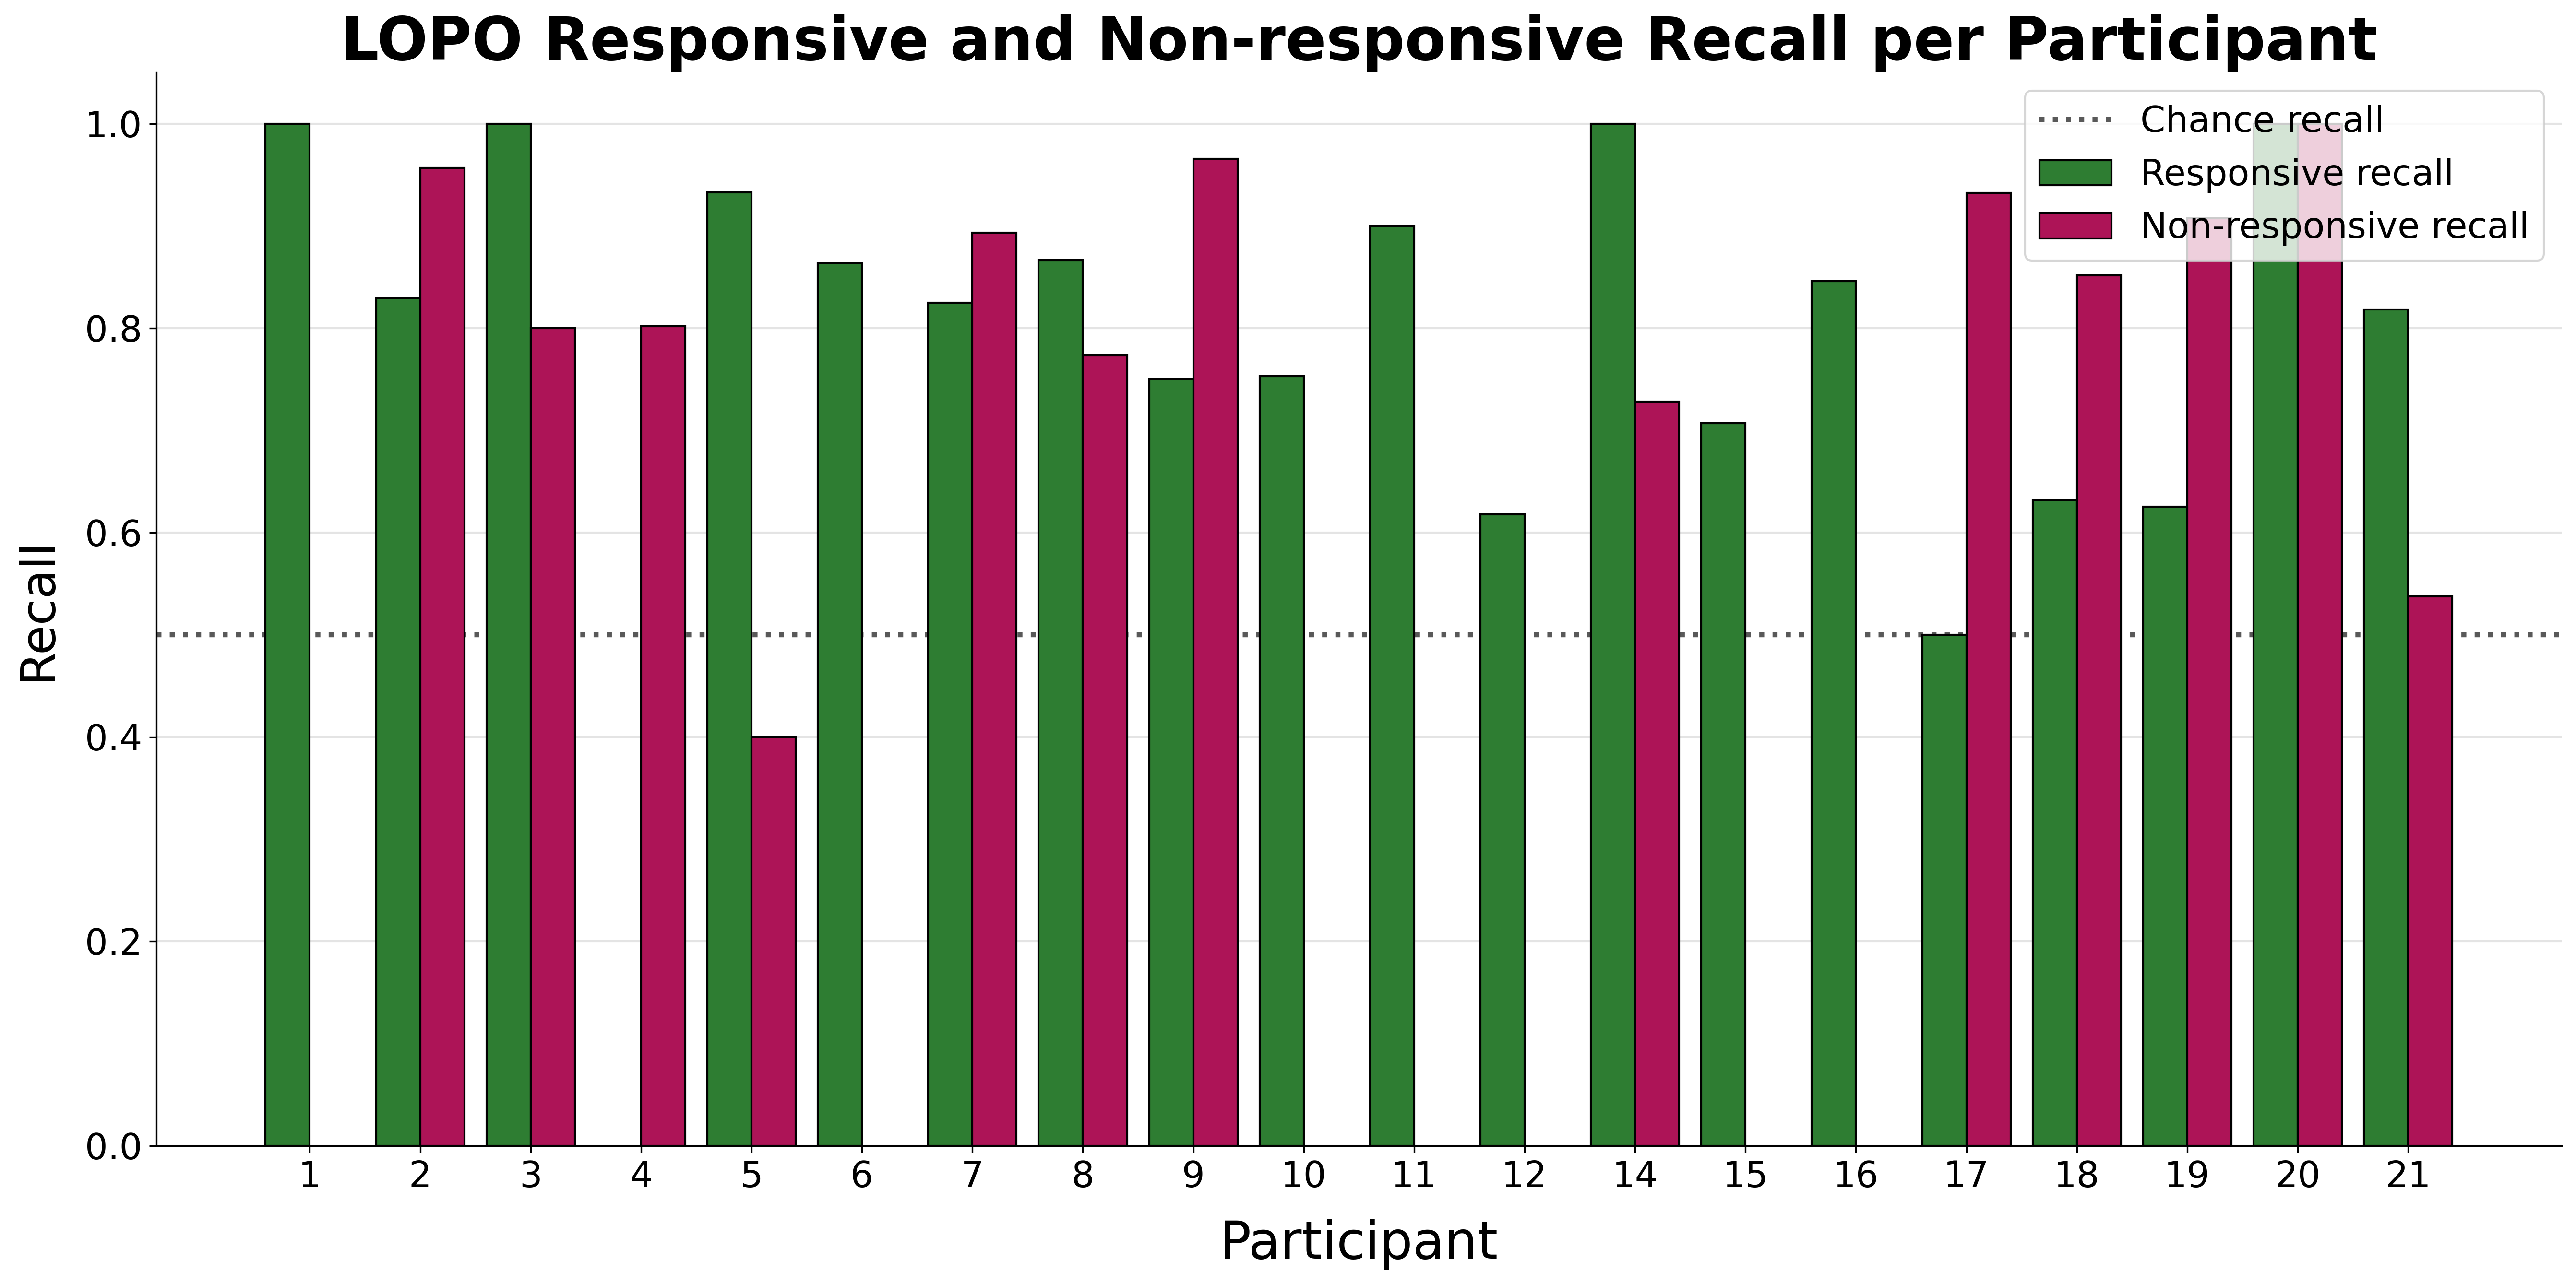 LOPO Responsive and Non-responsive Recall per Participant
Chance recall
Responsive recall
Non-responsive recall
1.0
0.8
0.6
0.4
0.2
0.0
Recall
1 2 3 4 5 6 7 8 9 10 11 12 14 15 16 17 18 19 20 21
Participant